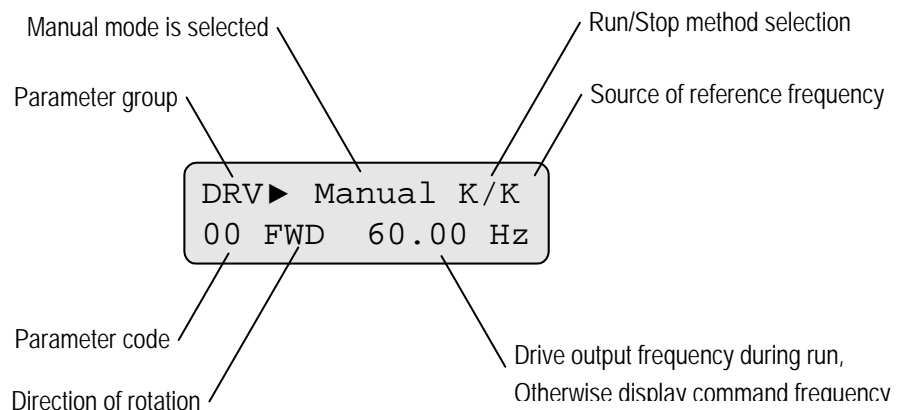 Manual mode is selected
Run/Stop method selection
Parameter group
Source of reference frequency
DRV► Manual K/K
00 FWD 60.00 Hz
Parameter code
Drive output frequency during run,
Direction of rotation
Otherwise display command frequency